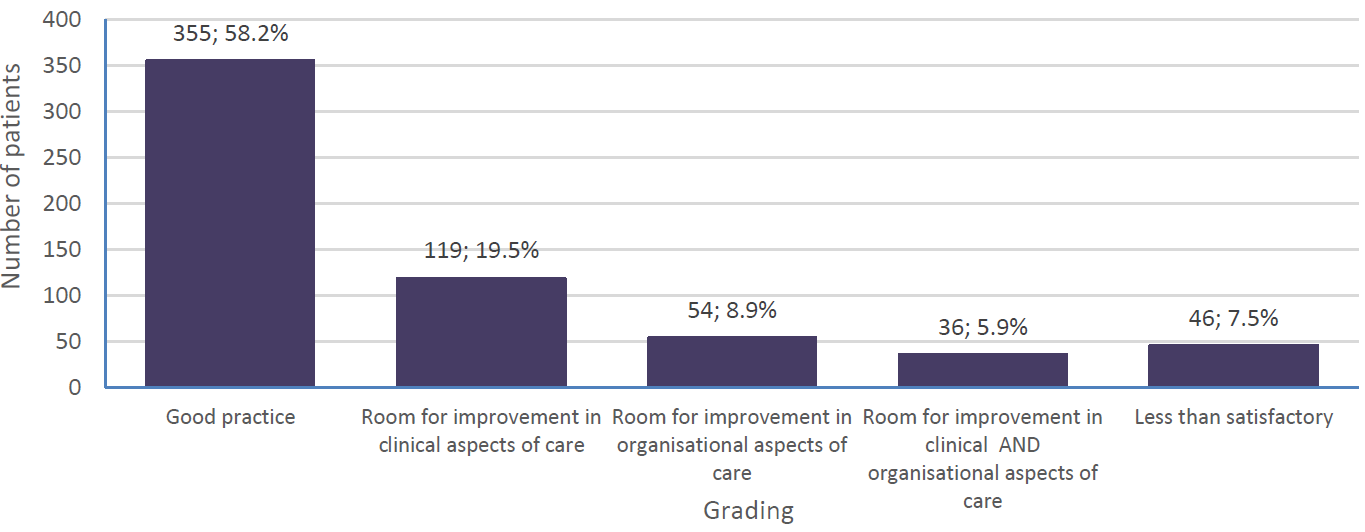 Number of patients
400
350
300
250
200
150
100
50
0
355; 58.2%
119; 19.5%
54; 8.9%
36; 5.9%
46; 7.5%
Good practice
Room for improvement in
clinical aspects of care
Room for improvement in
organisational aspects of
care
Room for improvement in
clinical AND
organisational aspects of
care
Less than satisfactory
Grading